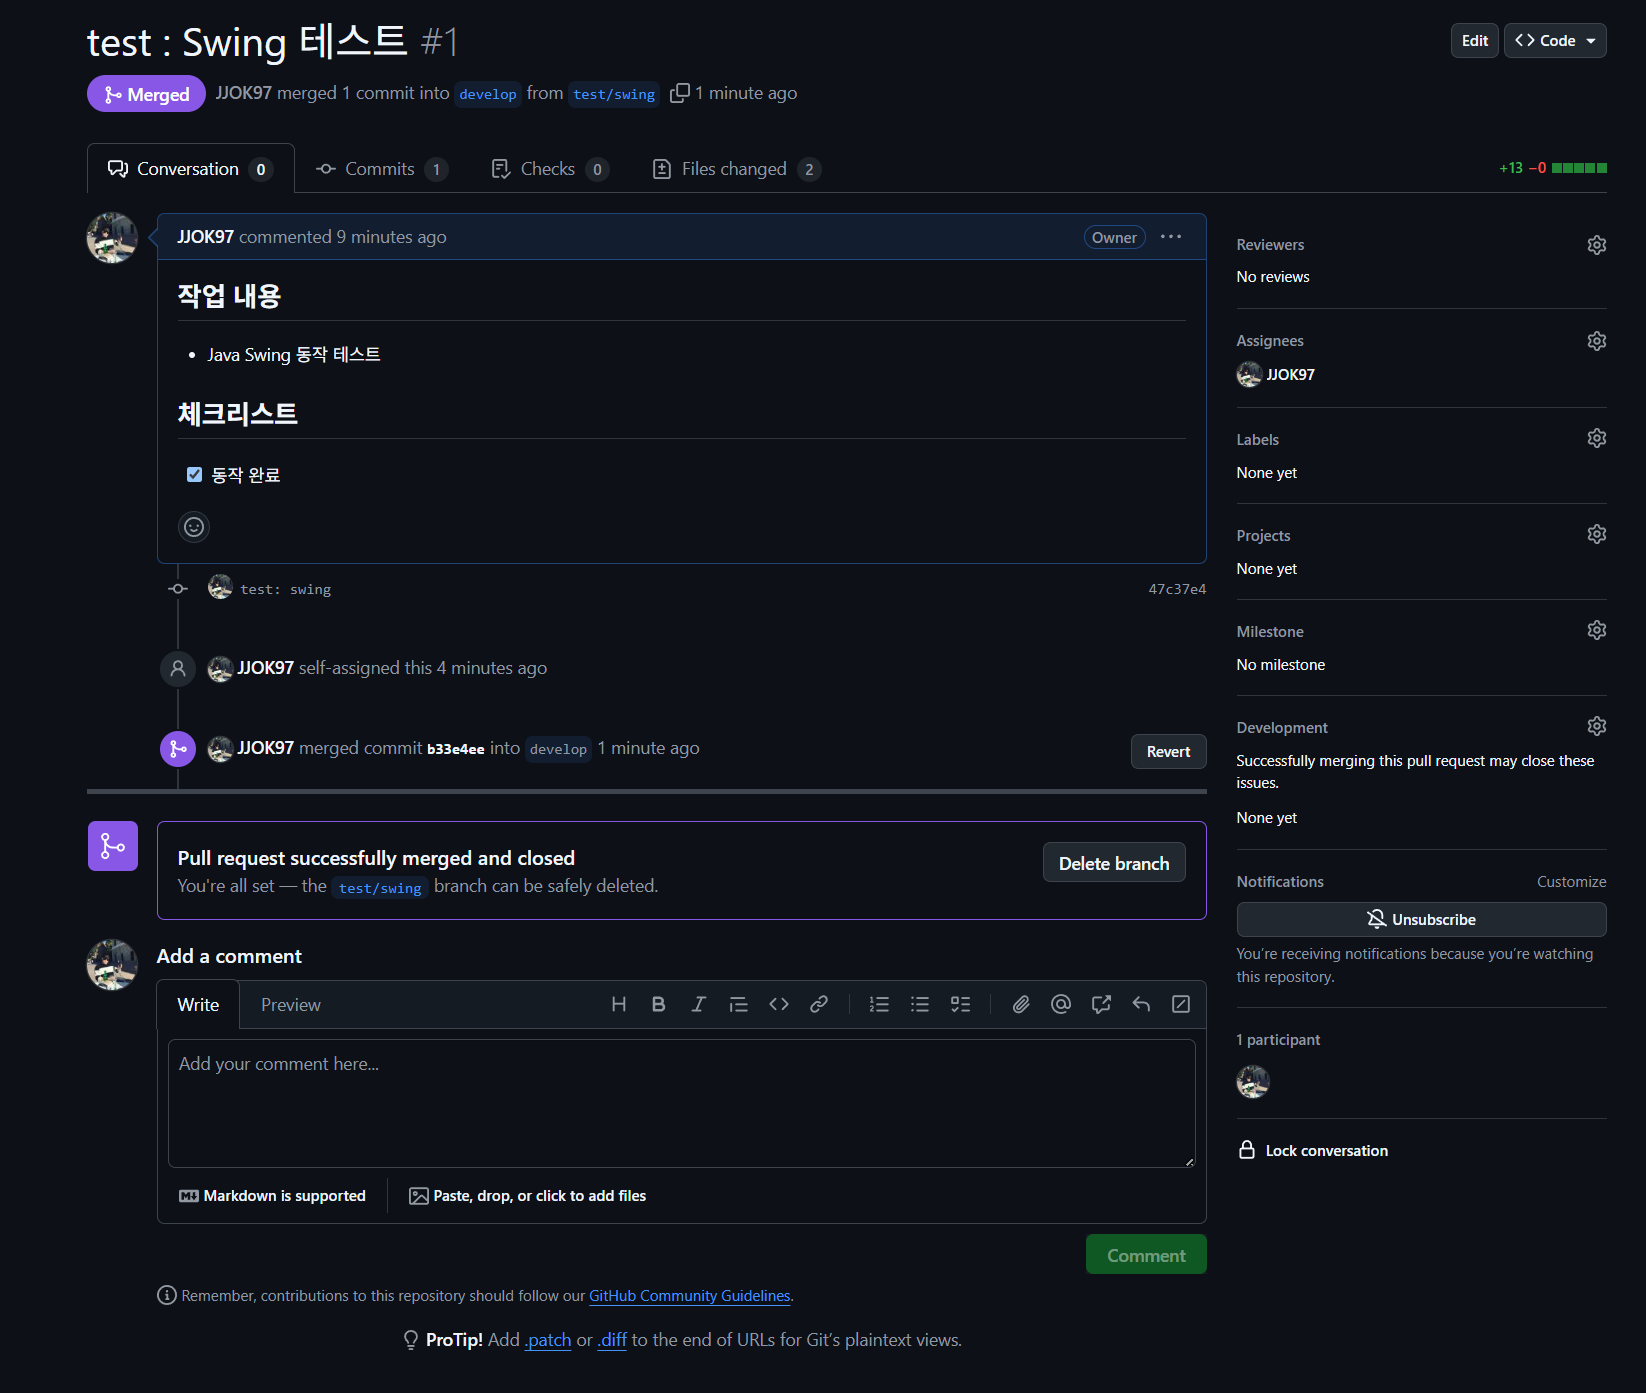 test : Swing 테스트 #1
Edit
<> Code
Merged
JJOK97 merged 1 commit into develop from test/swing 1 minute ago
Conversation 0
Commits 1
Checks 0
Files changed 2
+13 −0
JJOK97 commented 9 minutes ago
Owner
작업 내용
Java Swing 동작 테스트
체크리스트
동작 완료
test: swing
47c37e4
JJOK97 self-assigned this 4 minutes ago
JJOK97 merged commit b33e4ee into develop 1 minute ago
Revert
Pull request successfully merged and closed
You're all set — the test/swing branch can be safely deleted.
Delete branch
Add a comment
Write
Preview
Add your comment here...
Markdown is supported
Paste, drop, or click to add files
Comment
Remember, contributions to this repository should follow our GitHub Community Guidelines.
ProTip! Add .patch or .diff to the end of URLs for Git's plaintext views.
Reviewers
No reviews
Assignees
JJOK97
Labels
None yet
Projects
None yet
Milestone
No milestone
Development
Successfully merging this pull request may close these
issues.
None yet
Notifications
Customize
Unsubscribe
You're receiving notifications because you're watching
this repository.
1 participant
Lock conversation